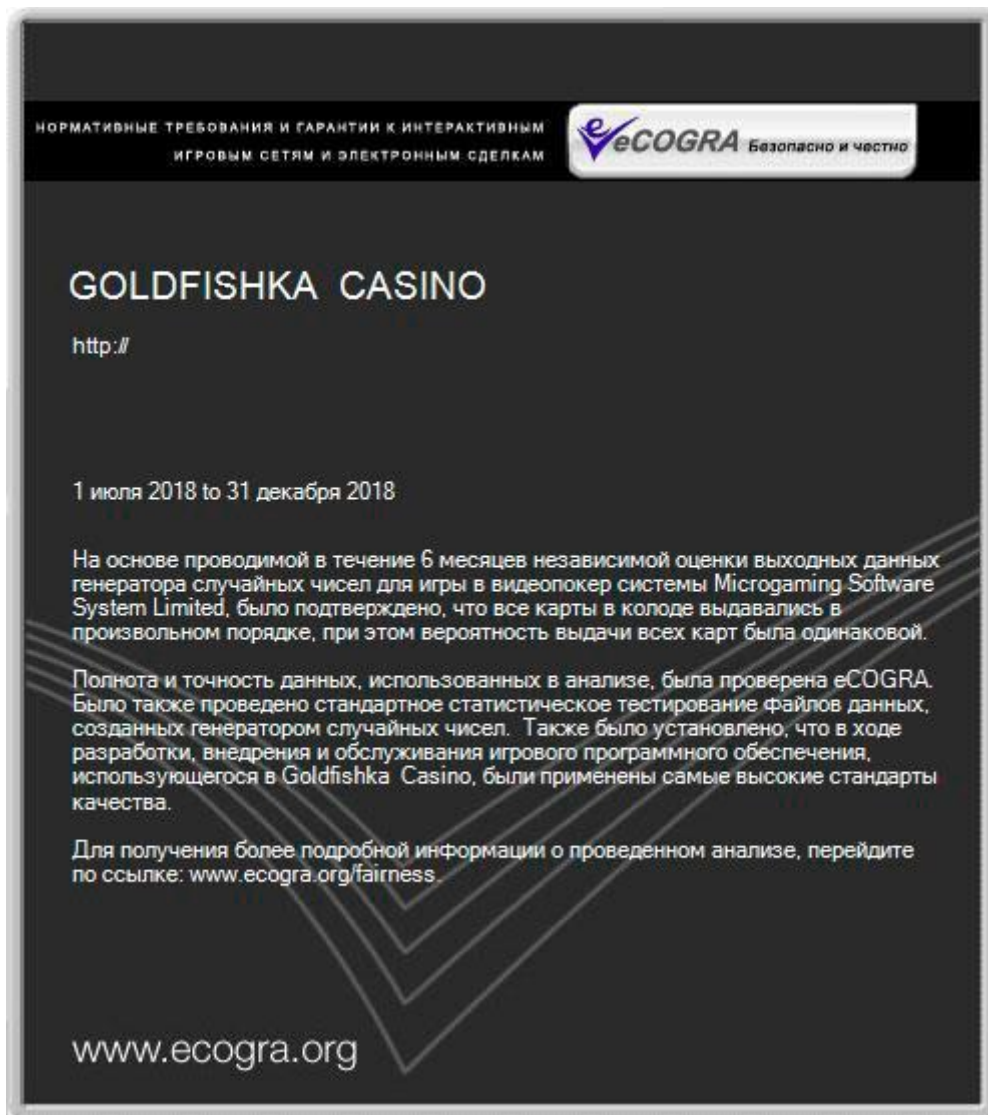 НОРМАТИВНЫЕ ТРЕБОВАНИЯ И ГАРАНТИИ К ИНТЕРАКТИВНЫМ
ИГРОВЫМ СЕТЯМ И ЭЛЕКТРОННЫМ СДЕЛКАМ
eCOGRA Безопасно и честно
GOLDFISHKA CASINO
http://
1 июля 2018 to 31 декабря 2018
На основе проводимой в течение 6 месяцев независимой оценки выходных данных
генератора случайных чисел для игры в видеопокер системы Microgaming Software
System Limited, было подтверждено, что все карты в колоде выдавались в
произвольном порядке, при этом вероятность выдачи всех карт была одинаковой.
Полнота и точность данных, использованных в анализе, была проверена eCOGRA.
Было также проведено стандартное статистическое тестирование файлов данных,
созданных генератором случайных чисел. Также было установлено, что в ходе
разработки, внедрения и обслуживания игрового программного обеспечения,
использующегося в Goldfishka Casino, были применены самые высокие стандарты
качества.
Для получения более подробной информации о проведенном анализе, перейдите
по ссылке: www.ecogra.org/fairness.
www.ecogra.org